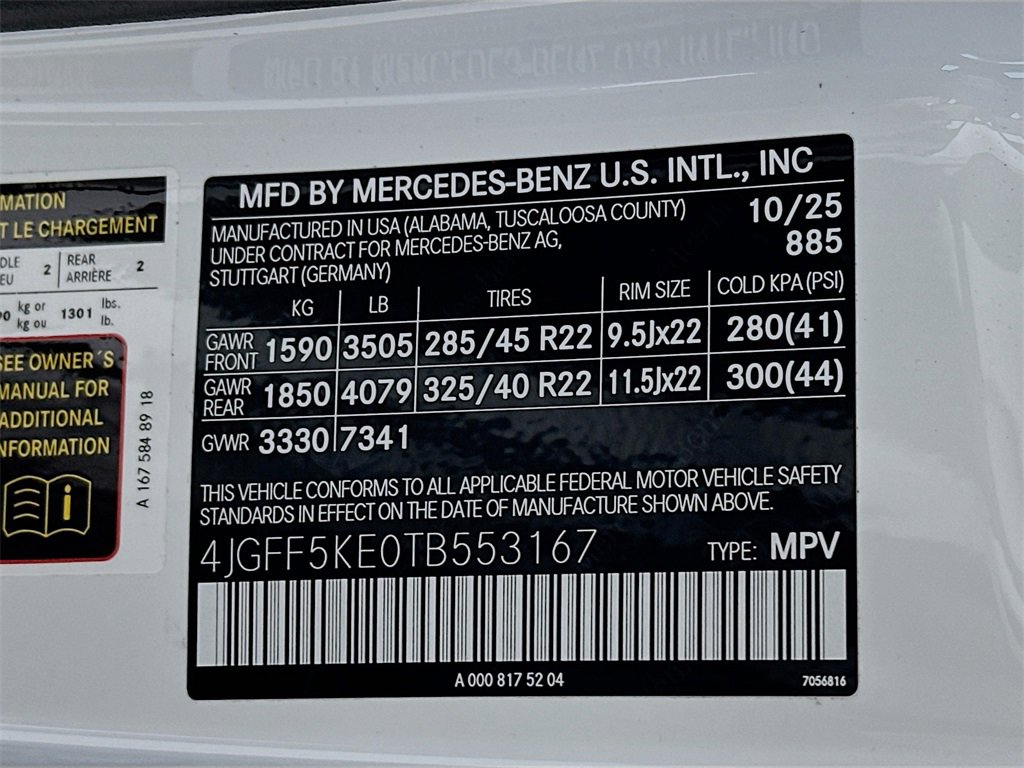 MFD BY MERCEDES-BENZ U.S. INTL., INC
MANUFACTURED IN USA (ALABAMA, TUSCALOOSA COUNTY)
UNDER CONTRACT FOR MERCEDES-BENZ AG,
STUTTGART (GERMANY)
10/25
885
KG LB TIRES RIM SIZE COLD KPA (PSI)
GAWR FRONT 1590 3505 285/45 R22 9.5Jx22 280(41)
GAWR REAR 1850 4079 325/40 R22 11.5Jx22 300(44)
GVWR 3330 7341
THIS VEHICLE CONFORMS TO ALL APPLICABLE FEDERAL MOTOR VEHICLE SAFETY
STANDARDS IN EFFECT ON THE DATE OF MANUFACTURE SHOWN ABOVE.
4JGFF5KE0TB553167 TYPE: MPV
A 000 817 52 04 7056816
MATION
T LE CHARGEMENT
DLE
EU
2
REAR
ARRIÈRE
2
kg or
kg ou
1301
lbs.
lb.
SEE OWNER´S
MANUAL FOR
ADDITIONAL
INFORMATION
i
A 167 584 89 18